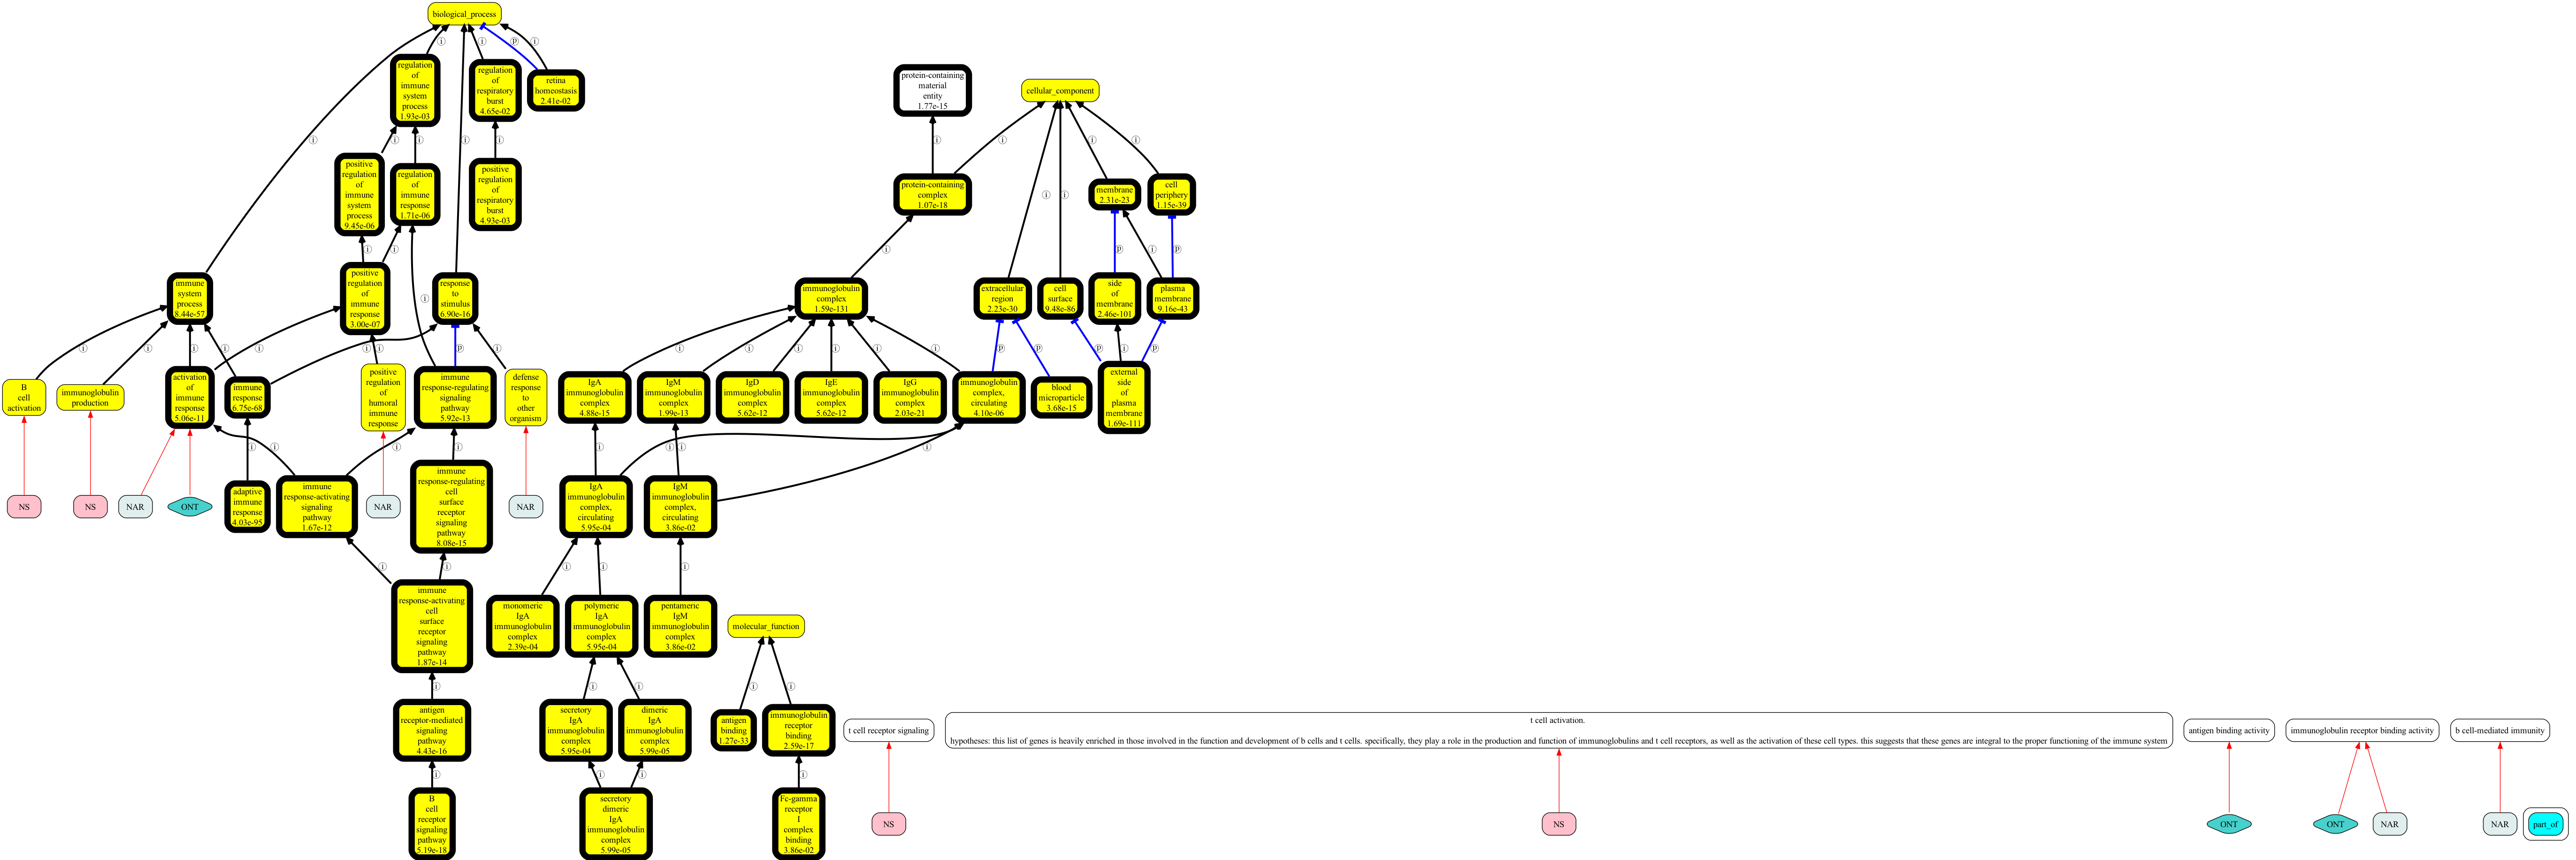 biological_process
regulation
of
immune
system
process
1.93e-03
regulation
of
respiratory
burst
4.65e-02
retina
homeostasis
2.41e-02
protein-containing
material
entity
1.77e-15
cellular_component
positive
regulation
of
immune
system
process
9.45e-06
regulation
of
immune
response
1.71e-06
positive
regulation
of
respiratory
burst
4.93e-03
protein-containing
complex
1.07e-18
membrane
2.31e-23
cell
periphery
1.15e-39
immune
system
process
8.44e-57
positive
regulation
of
immune
response
3.00e-07
response
to
stimulus
6.90e-16
immunoglobulin
complex
1.59e-131
extracellular
region
2.23e-30
cell
surface
9.48e-86
side
of
membrane
2.46e-101
plasma
membrane
9.16e-43
B
cell
activation
immunoglobulin
production
activation
of
immune
response
5.06e-11
immune
response
6.75e-68
positive
regulation
of
humoral
immune
response
immune
response-regulating
signaling
pathway
5.92e-13
defense
response
to
other
organism
IgA
immunoglobulin
complex
4.88e-15
IgM
immunoglobulin
complex
1.99e-13
IgD
immunoglobulin
complex
5.62e-12
IgE
immunoglobulin
complex
5.62e-12
IgG
immunoglobulin
complex
2.03e-21
immunoglobulin
complex,
circulating
4.10e-06
blood
microparticle
3.68e-15
external
side
of
plasma
membrane
1.69e-111
NS
NS
NAR
ONT
adaptive
immune
response
4.03e-95
immune
response-activating
signaling
pathway
1.67e-12
NAR
immune
response-regulating
cell
surface
receptor
signaling
pathway
8.08e-15
NAR
IgA
immunoglobulin
complex,
circulating
5.95e-04
IgM
immunoglobulin
complex,
circulating
3.86e-02
immune
response-activating
cell
surface
receptor
signaling
pathway
1.87e-14
monomeric
IgA
immunoglobulin
complex
2.39e-04
polymeric
IgA
immunoglobulin
complex
5.95e-04
pentameric
IgM
immunoglobulin
complex
3.86e-02
molecular_function
antigen
receptor-mediated
signaling
pathway
4.43e-16
secretory
IgA
immunoglobulin
complex
5.95e-04
dimeric
IgA
immunoglobulin
complex
5.99e-05
antigen
binding
1.27e-33
immunoglobulin
receptor
binding
2.59e-17
t cell receptor signaling
t cell activation.
hypotheses: this list of genes is heavily enriched in those involved in the function and development of b cells and t cells. specifically, they play a role in the production and function of immunoglobulins and t cell receptors, as well as the activation of these cell types. this suggests that these genes are integral to the proper functioning of the immune system
antigen binding activity
immunoglobulin receptor binding activity
b cell-mediated immunity
B
cell
receptor
signaling
pathway
5.19e-18
secretory
dimeric
IgA
immunoglobulin
complex
5.99e-05
Fc-gamma
receptor
I
complex
binding
3.86e-02
NS
NS
ONT
ONT
NAR
NAR
part_of